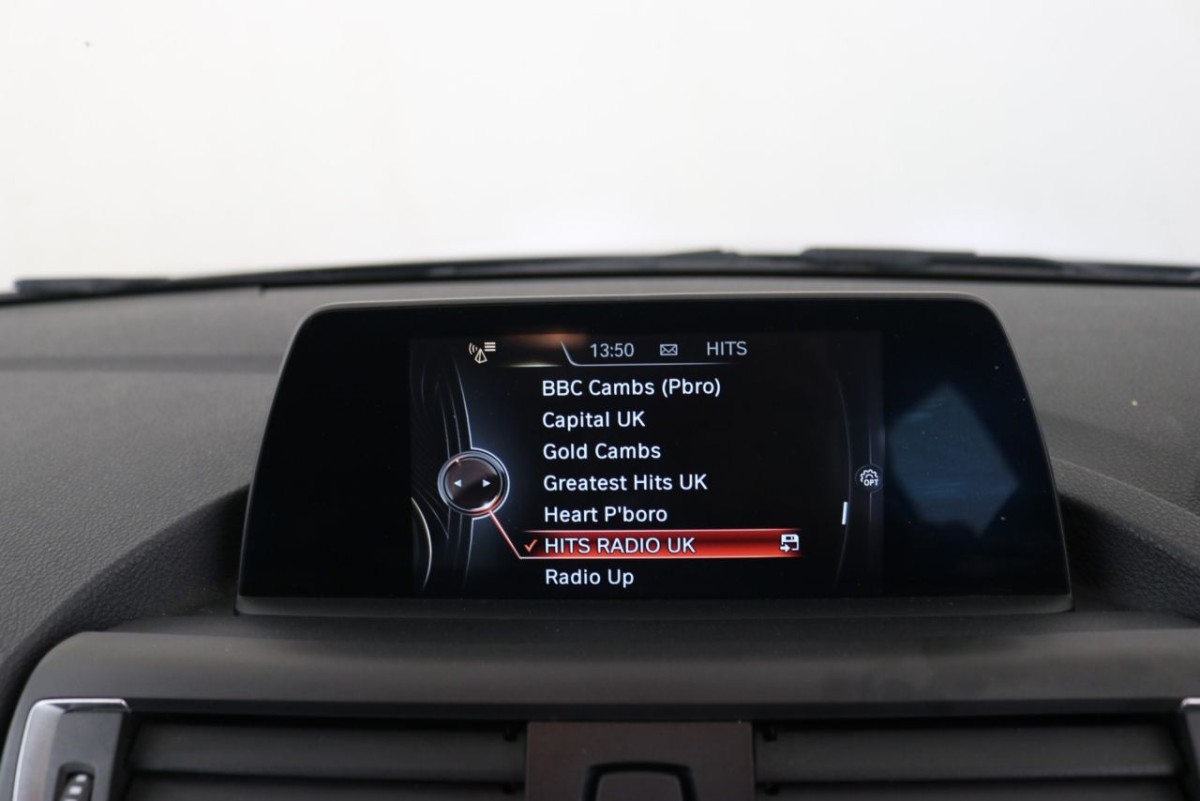 13:50 HITS
BBC Cambs (Pbro)
Capital UK
Gold Cambs
Greatest Hits UK
OPT
Heart P'boro
HITS RADIO UK
Radio Up